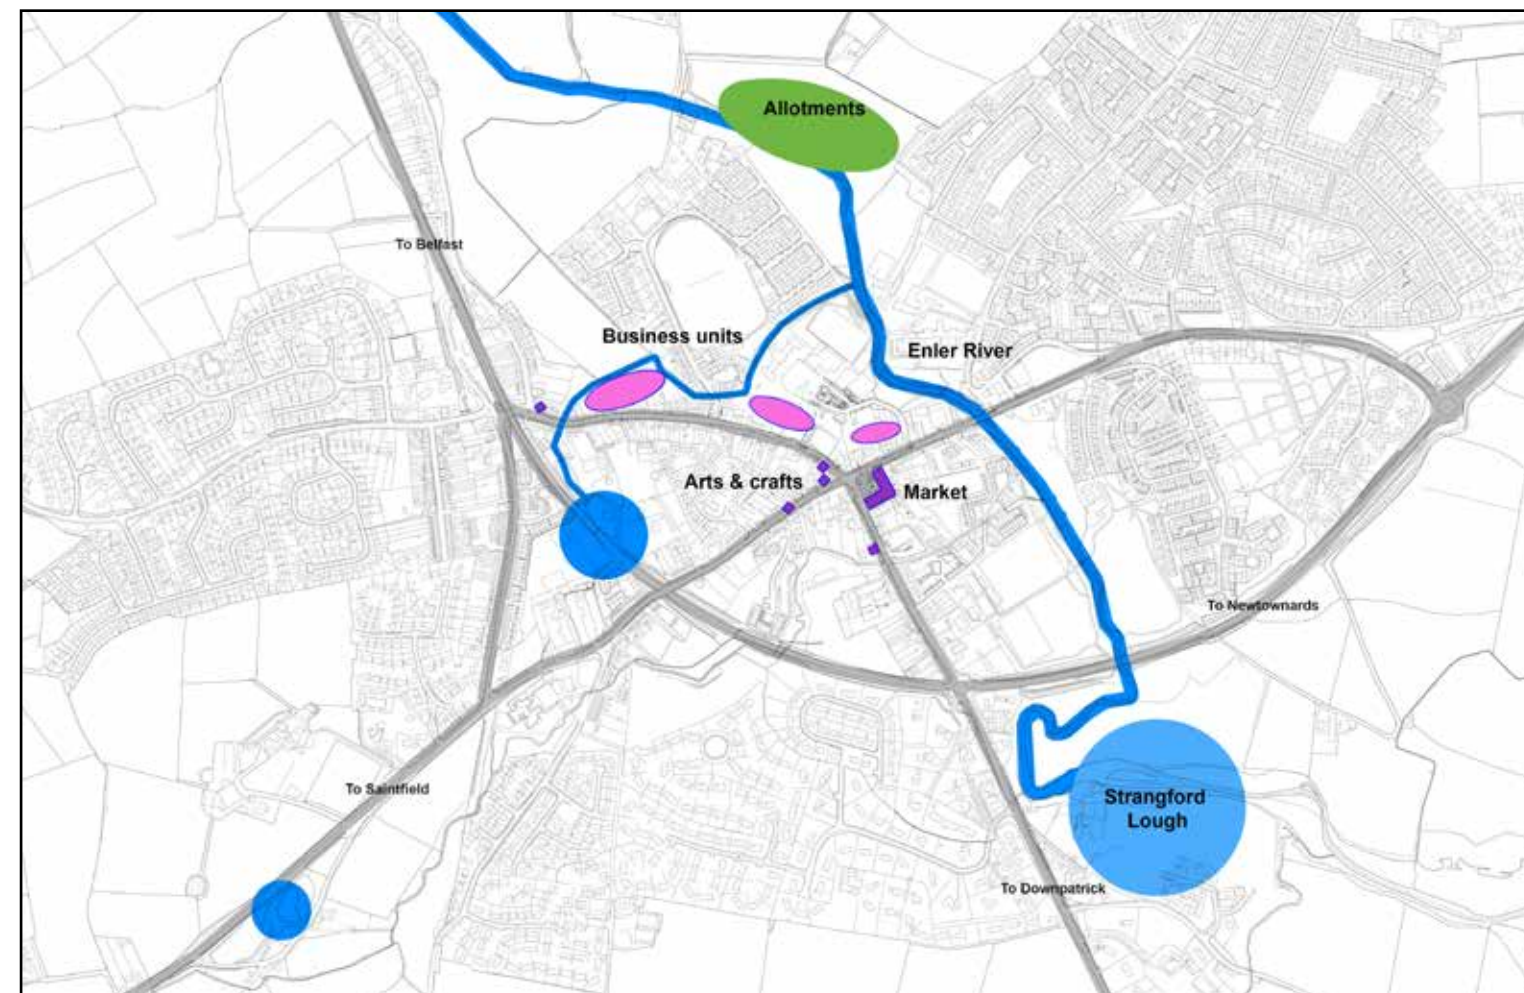 Allotments
To Belfast
Business units
Enler River
Arts & crafts
Market
To Newtownards
To Saintfield
Strangford
Lough
To Downpatrick